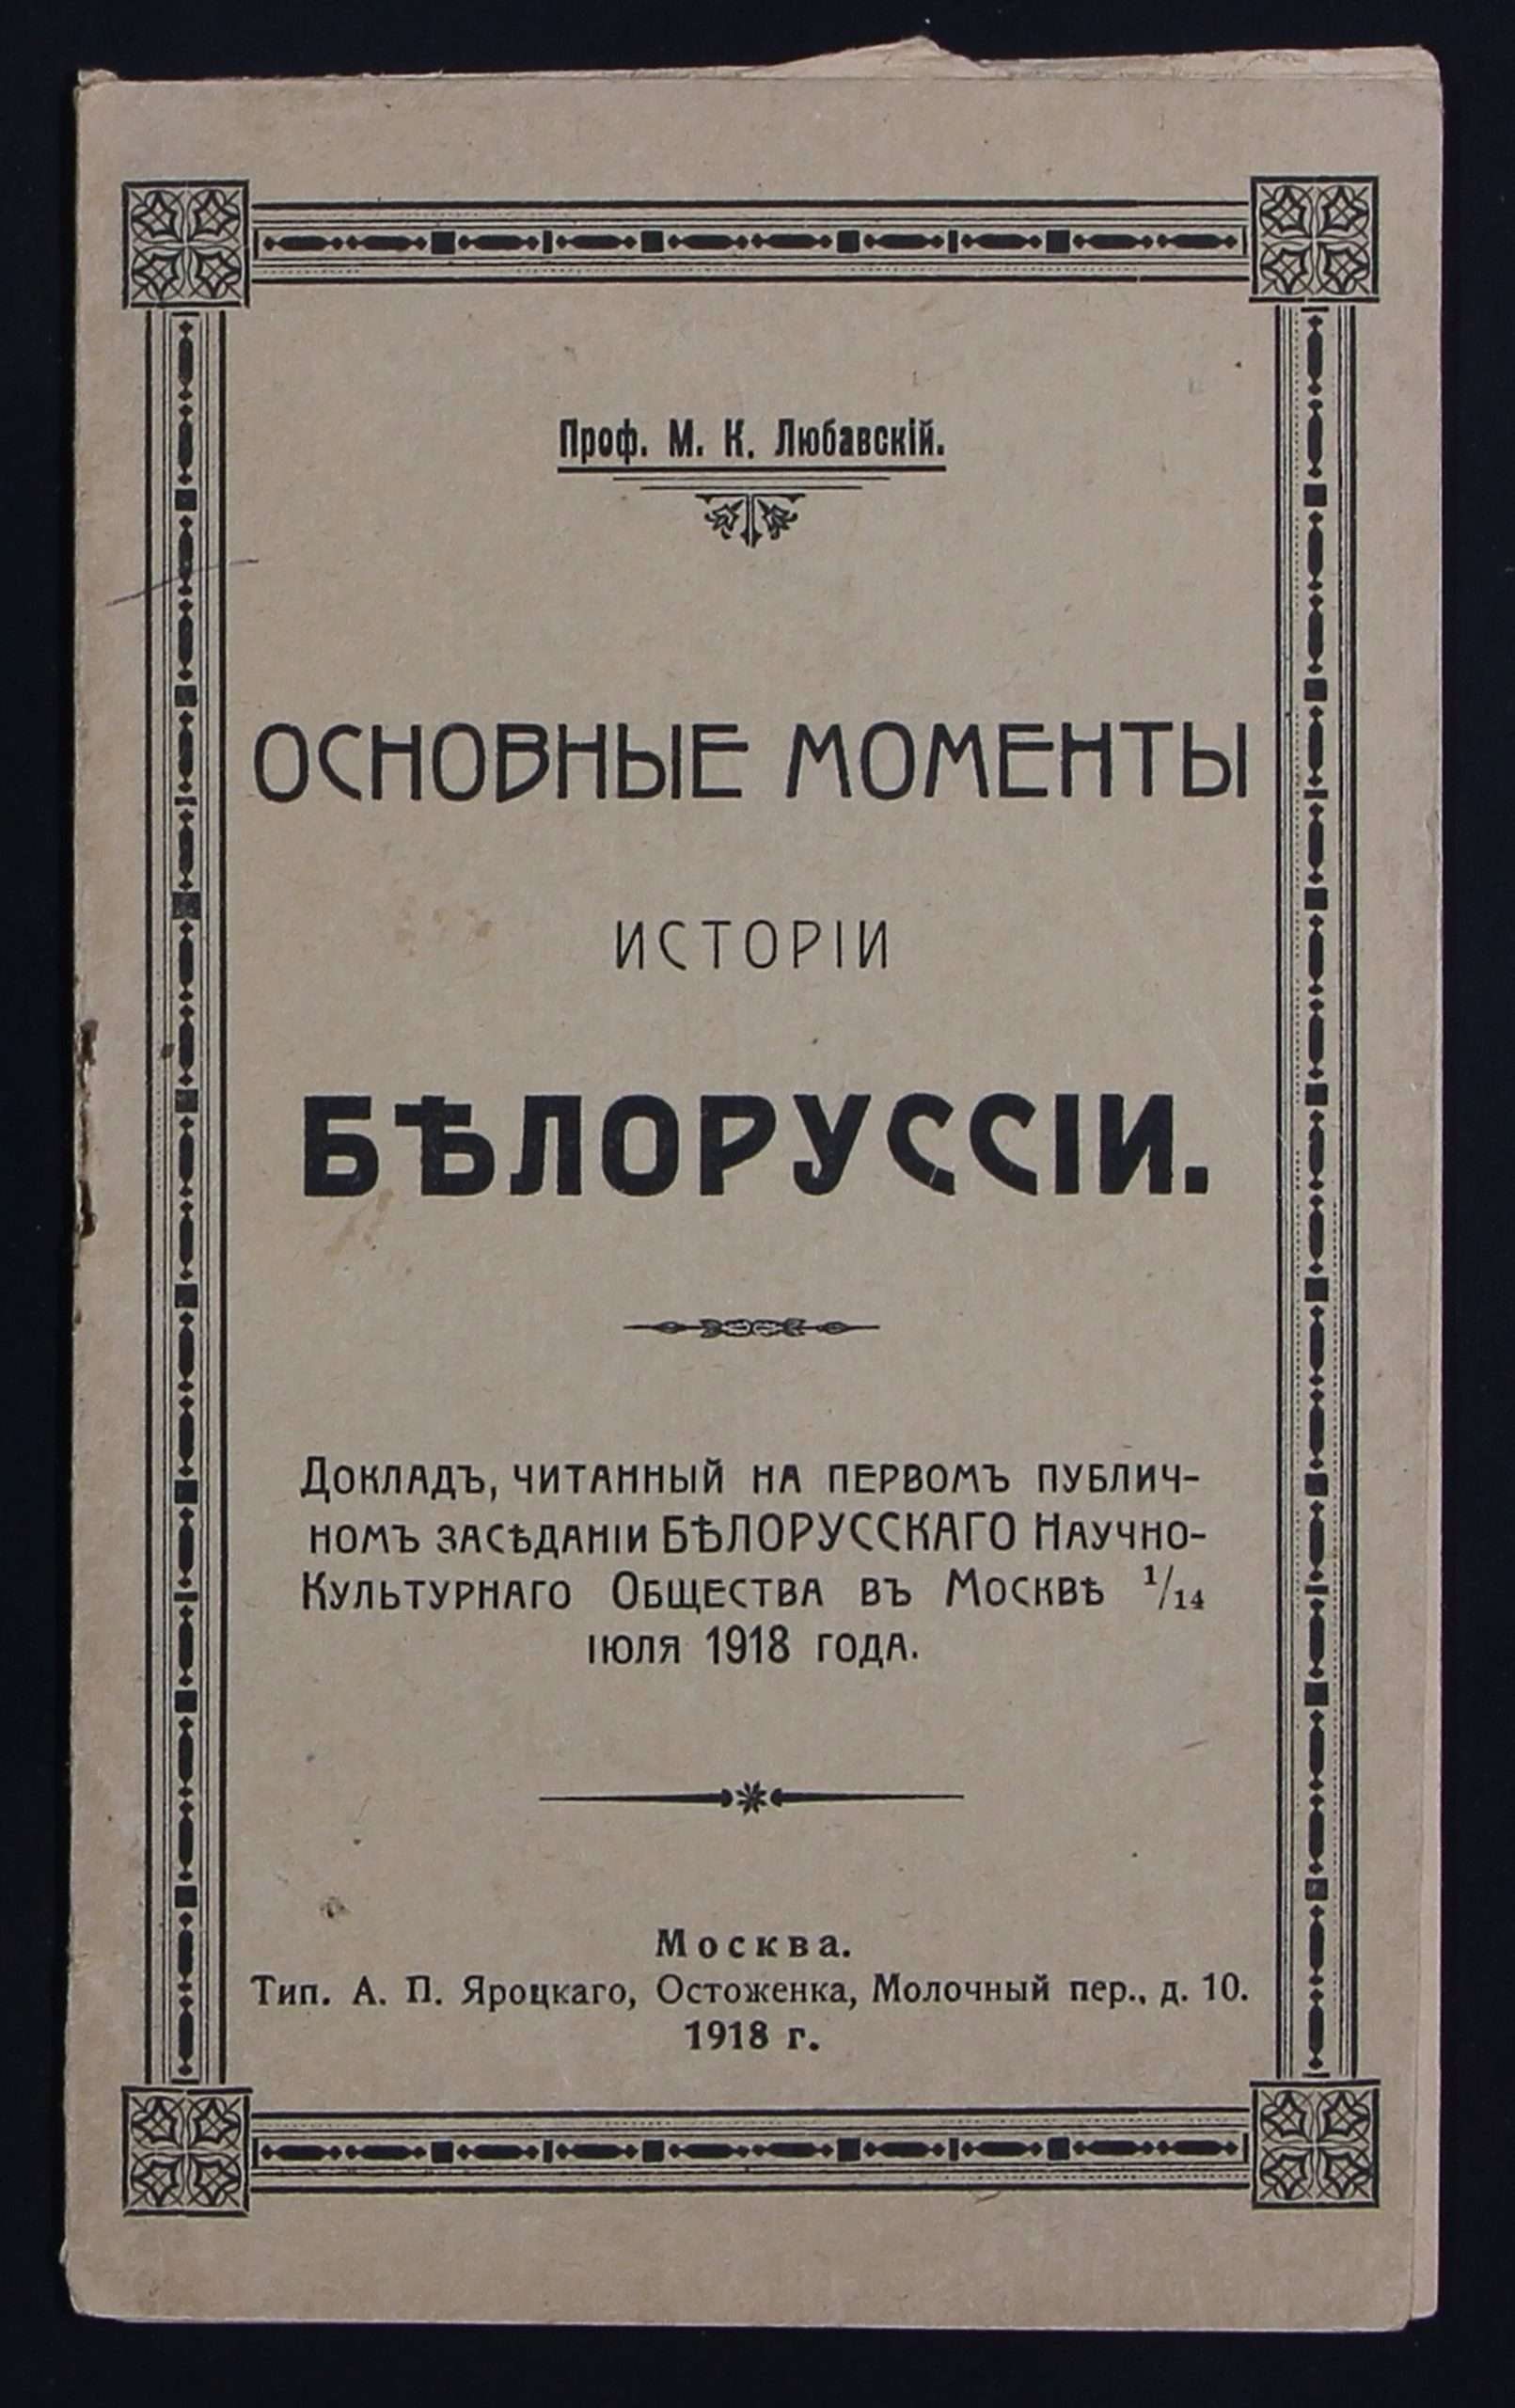 Проф. М. К. Любавскій.
ОСНОВНЫЕ МОМЕНТЫ
ИСТОРІИ
БѢЛОРУССІИ.
Докладъ, читанный на первомъ публич-
номъ засѣданіи БѢЛОРУССКАГО Научно-
Культурнаго Общества въ Москвѣ 1/14
іюля 1918 года.
Москва.
Тип. А. П. Яроцкаго, Остоженка, Молочный пер., д. 10.
1918 г.